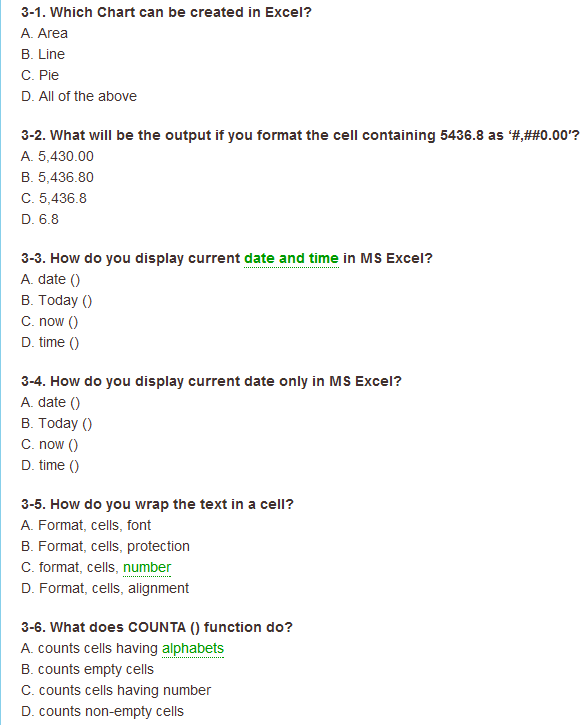 3-1. Which Chart can be created in Excel?
A. Area
B. Line
C. Pie
D. All of the above
3-2. What will be the output if you format the cell containing 5436.8 as ‘#,##0.00′?
A. 5,430.00
B. 5,436.80
C. 5,436.8
D. 6.8
3-3. How do you display current date and time in MS Excel?
A. date ()
B. Today ()
C. now ()
D. time ()
3-4. How do you display current date only in MS Excel?
A. date ()
B. Today ()
C. now ()
D. time ()
3-5. How do you wrap the text in a cell?
A. Format, cells, font
B. Format, cells, protection
C. format, cells, number
D. Format, cells, alignment
3-6. What does COUNTA () function do?
A. counts cells having alphabets
B. counts empty cells
C. counts cells having number
D. counts non-empty cells